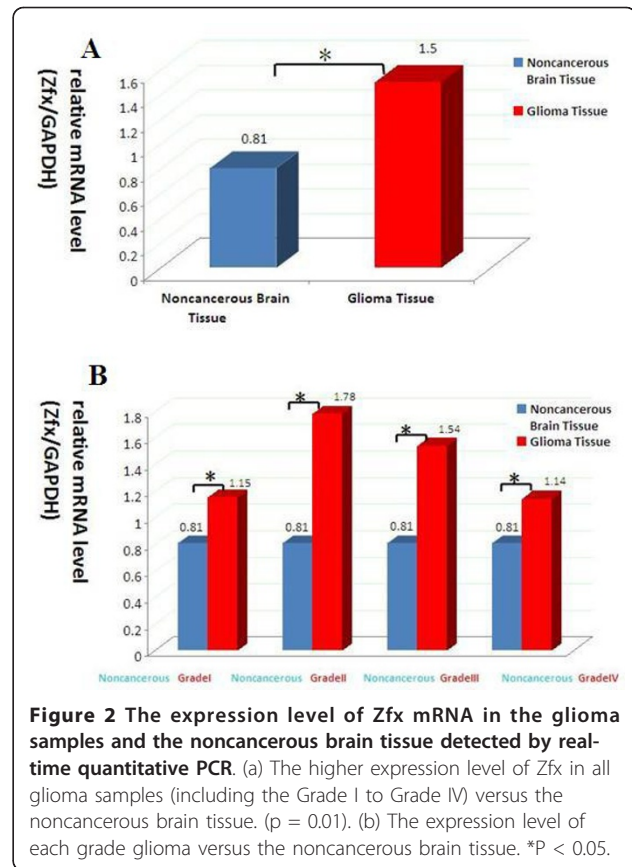 A
relative mRNA level
(Zfx/GAPDH)
1.6
1.4
1.2
1
0.8
0.6
0.4
0.2
0
0.81
*
1.5
Noncancerous
Brain Tissue
Glioma Tissue
Noncancerous Brain
Tissue
Glioma Tissue
B
relative mRNA level
(Zfx/GAPDH)
1.8
1.6
1.4
1.2
1
0.8
0.6
0.4
0.2
0
0.81
*
1.15
0.81
*
1.78
0.81
*
1.54
0.81
*
1.14
Noncancerous
Brain Tissue
Glioma Tissue
Noncancerous GradeI Noncancerous GradeII Noncancerous GradeIII Noncancerous GradeIV
Figure 2 The expression level of Zfx mRNA in the glioma
samples and the noncancerous brain tissue detected by real-
time quantitative PCR. (a) The higher expression level of Zfx in all
glioma samples (including the Grade I to Grade IV) versus the
noncancerous brain tissue. (p = 0.01). (b) The expression level of
each grade glioma versus the noncancerous brain tissue. *P < 0.05.